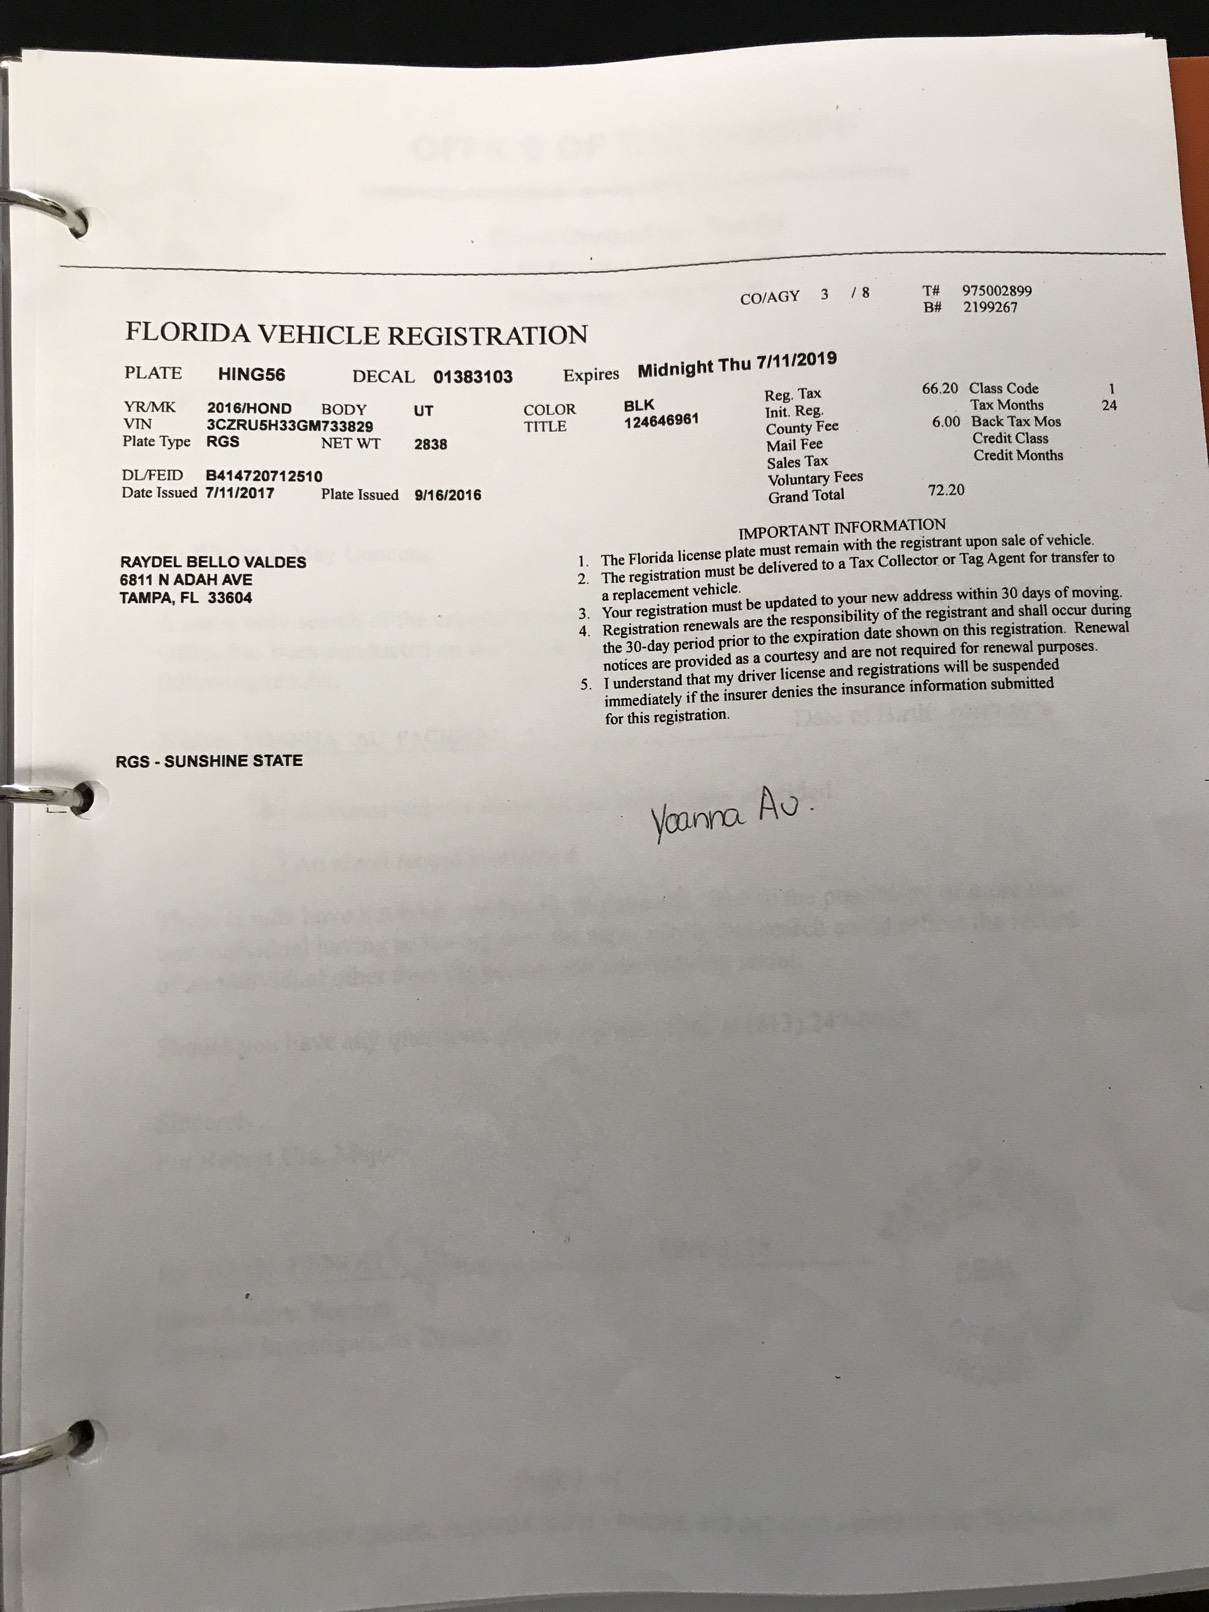 CO/AGY 3 / 8 T# 975002899
B# 2199267
FLORIDA VEHICLE REGISTRATION
PLATE HING56 DECAL 01383103 Expires Midnight Thu 7/11/2019
YR/MK 2016/HOND BODY UT COLOR BLK Reg. Tax 66.20 Class Code 1
VIN 3CZRU5H33GM733829 TITLE 124646961 Init. Reg. Tax Months 24
Plate Type RGS NET WT 2838 County Fee 6.00 Back Tax Mos
Mail Fee Credit Class
Sales Tax Credit Months
DL/FEID B414720712510 Voluntary Fees
Date Issued 7/11/2017 Plate Issued 9/16/2016 Grand Total 72.20
RAYDEL BELLO VALDES
6811 N ADAH AVE
TAMPA, FL 33604
IMPORTANT INFORMATION
1. The Florida license plate must remain with the registrant upon sale of vehicle.
2. The registration must be delivered to a Tax Collector or Tag Agent for transfer to
a replacement vehicle.
3. Your registration must be updated to your new address within 30 days of moving.
4. Registration renewals are the responsibility of the registrant and shall occur during
the 30-day period prior to the expiration date shown on this registration. Renewal
notices are provided as a courtesy and are not required for renewal purposes.
5. I understand that my driver license and registrations will be suspended
immediately if the insurer denies the insurance information submitted
for this registration.
RGS - SUNSHINE STATE
Yoanna Au.